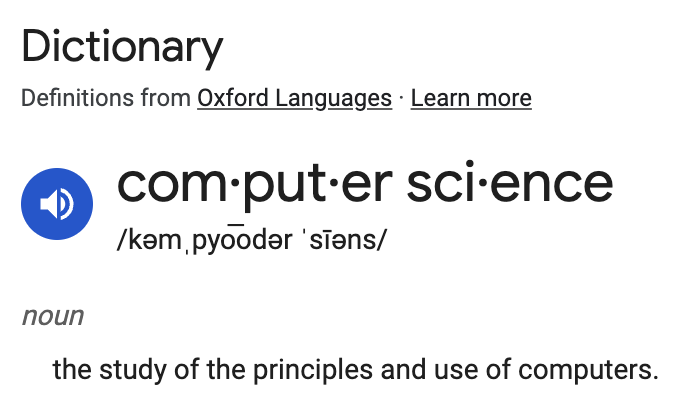 Dictionary
Definitions from Oxford Languages · Learn more
com·put·er sci·ence
/kəmˌpyo͞odər ˈsīəns/
noun
the study of the principles and use of computers.